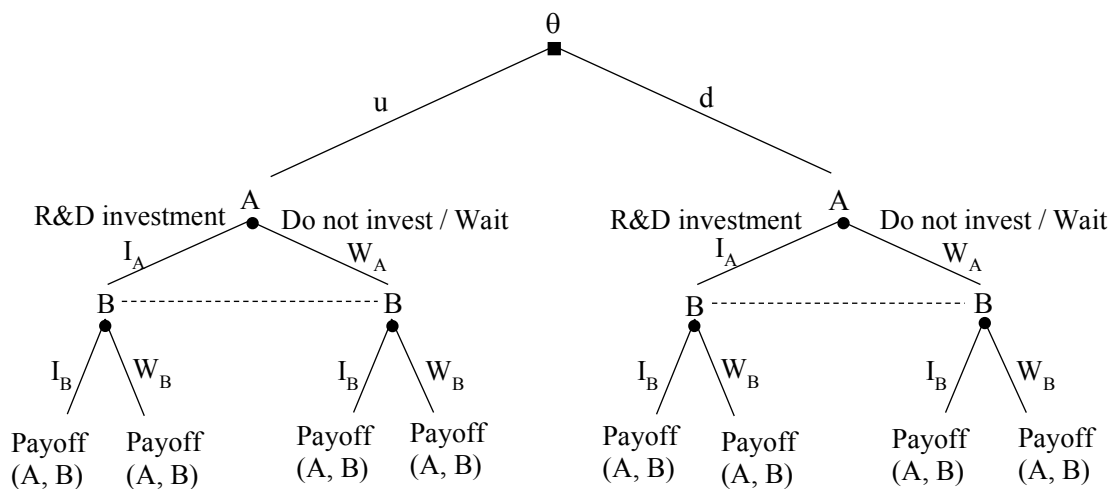 θ
u d
A A
R&D investment Do not invest / Wait R&D investment Do not invest / Wait
I_A W_A I_A W_A
B B B B
I_B W_B I_B W_B I_B W_B I_B W_B
Payoff Payoff Payoff Payoff Payoff Payoff Payoff Payoff
(A, B) (A, B) (A, B) (A, B) (A, B) (A, B) (A, B) (A, B)